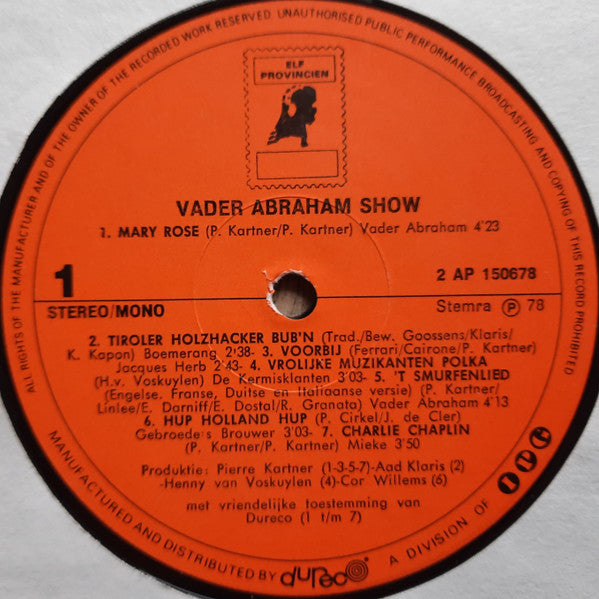 ALL RIGHTS OF THE MANUFACTURER AND OF THE OWNER OF THE RECORDED WORK RESERVED UNAUTHORISED PUBLIC PERFORMANCE BROADCASTING AND COPYING OF THIS RECORD PROHIBITED
ELF
PROVINCIEN
VADER ABRAHAM SHOW
1. MARY ROSE (P. Kartner/P. Kartner) Vader Abraham 4'23
1
2 AP 150678
STEREO/MONO
Stemra Ⓟ 78
2. TIROLER HOLZHACKER BUB'N (Trad./Bew. Goossens/Klaris/
K. Kapon) Boemerang 2'38- 3. VOORBIJ (Ferrari/Cairone/P. Kartner)
Jacques Herb 2'43- 4. VROLIJKE MUZIKANTEN POLKA
(H.v. Voskuylen) De Kermisklanten 3'03- 5. 'T SMURFENLIED
(Engelse. Franse, Duitse en Italiaanse versie) (P. Kartner/
Linlee/E. Darniff/E. Dostal/R. Granata) Vader Abraham 4'13
6. HUP HOLLAND HUP (P. Cirkel/J. de Cler)
Gebroeders Brouwer 3'03- 7. CHARLIE CHAPLIN
(P. Kartner/P. Kartner) Mieke 3'50
Produktie: Pierre Kartner (1-3-5-7)-Aad Klaris (2)
-Henny van Voskuylen (4)-Cor Willems (6)
met vriendelijke toestemming van
Dureco (1 t/m 7)
MANUFACTURED AND DISTRIBUTED BY dureco A DIVISION OF